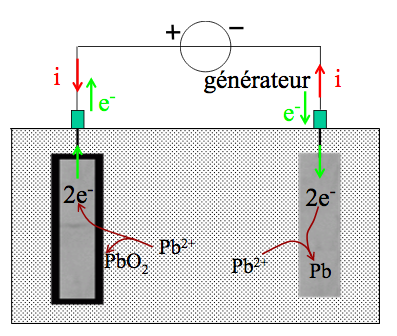 + −
générateur
i e⁻ e⁻ i
2e⁻ 2e⁻
Pb²⁺ Pb²⁺
PbO₂ Pb